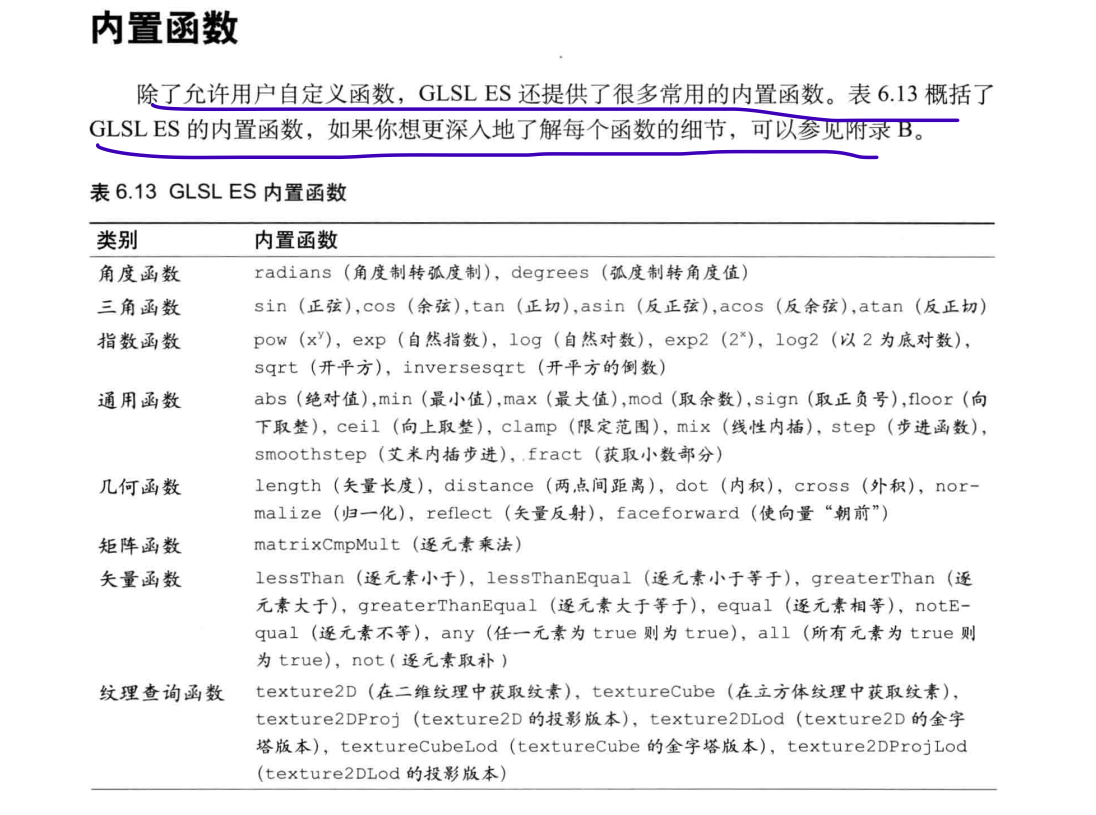 内置函数
除了允许用户自定义函数，GLSL ES 还提供了很多常用的内置函数。表 6.13 概括了
GLSL ES 的内置函数，如果你想更深入地了解每个函数的细节，可以参见附录 B。
表 6.13 GLSL ES 内置函数
类别 内置函数
角度函数 radians (角度制转弧度制), degrees (弧度制转角度值)
三角函数 sin (正弦),cos (余弦),tan (正切),asin (反正弦),acos (反余弦),atan (反正切)
指数函数 pow (xʸ), exp (自然指数), log (自然对数), exp2 (2ˣ), log2 (以 2 为底对数),
sqrt (开平方), inversesqrt (开平方的倒数)
通用函数 abs (绝对值),min (最小值),max (最大值),mod (取余数),sign (取正负号),floor (向
下取整), ceil (向上取整), clamp (限定范围), mix (线性内插), step (步进函数),
smoothstep (艾米内插步进), fract (获取小数部分)
几何函数 length (矢量长度), distance (两点间距离), dot (内积), cross (外积), nor-
malize (归一化), reflect (矢量反射), faceforward (使向量“朝前”)
矩阵函数 matrixCmpMult (逐元素乘法)
矢量函数 lessThan (逐元素小于), lessThanEqual (逐元素小于等于), greaterThan (逐
元素大于), greaterThanEqual (逐元素大于等于), equal (逐元素相等), notE-
qual (逐元素不等), any (任一元素为 true 则为 true), all (所有元素为 true 则
为 true), not(逐元素取补)
纹理查询函数 texture2D (在二维纹理中获取纹素), textureCube (在立方体纹理中获取纹素),
texture2DProj (texture2D 的投影版本), texture2DLod (texture2D 的金字
塔版本), textureCubeLod (textureCube 的金字塔版本), texture2DProjLod
(texture2DLod 的投影版本)